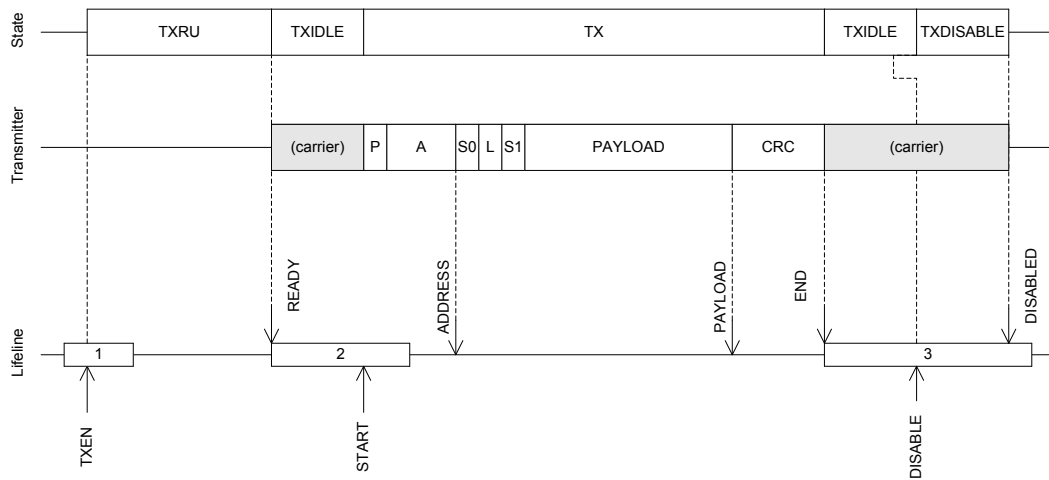 State
TXRU
TXIDLE
TX
TXIDLE
TXDISABLE
Transmitter
(carrier)
P
A
S0
L
S1
PAYLOAD
CRC
(carrier)
READY
ADDRESS
PAYLOAD
END
DISABLED
Lifeline
1
2
3
TXEN
START
DISABLE